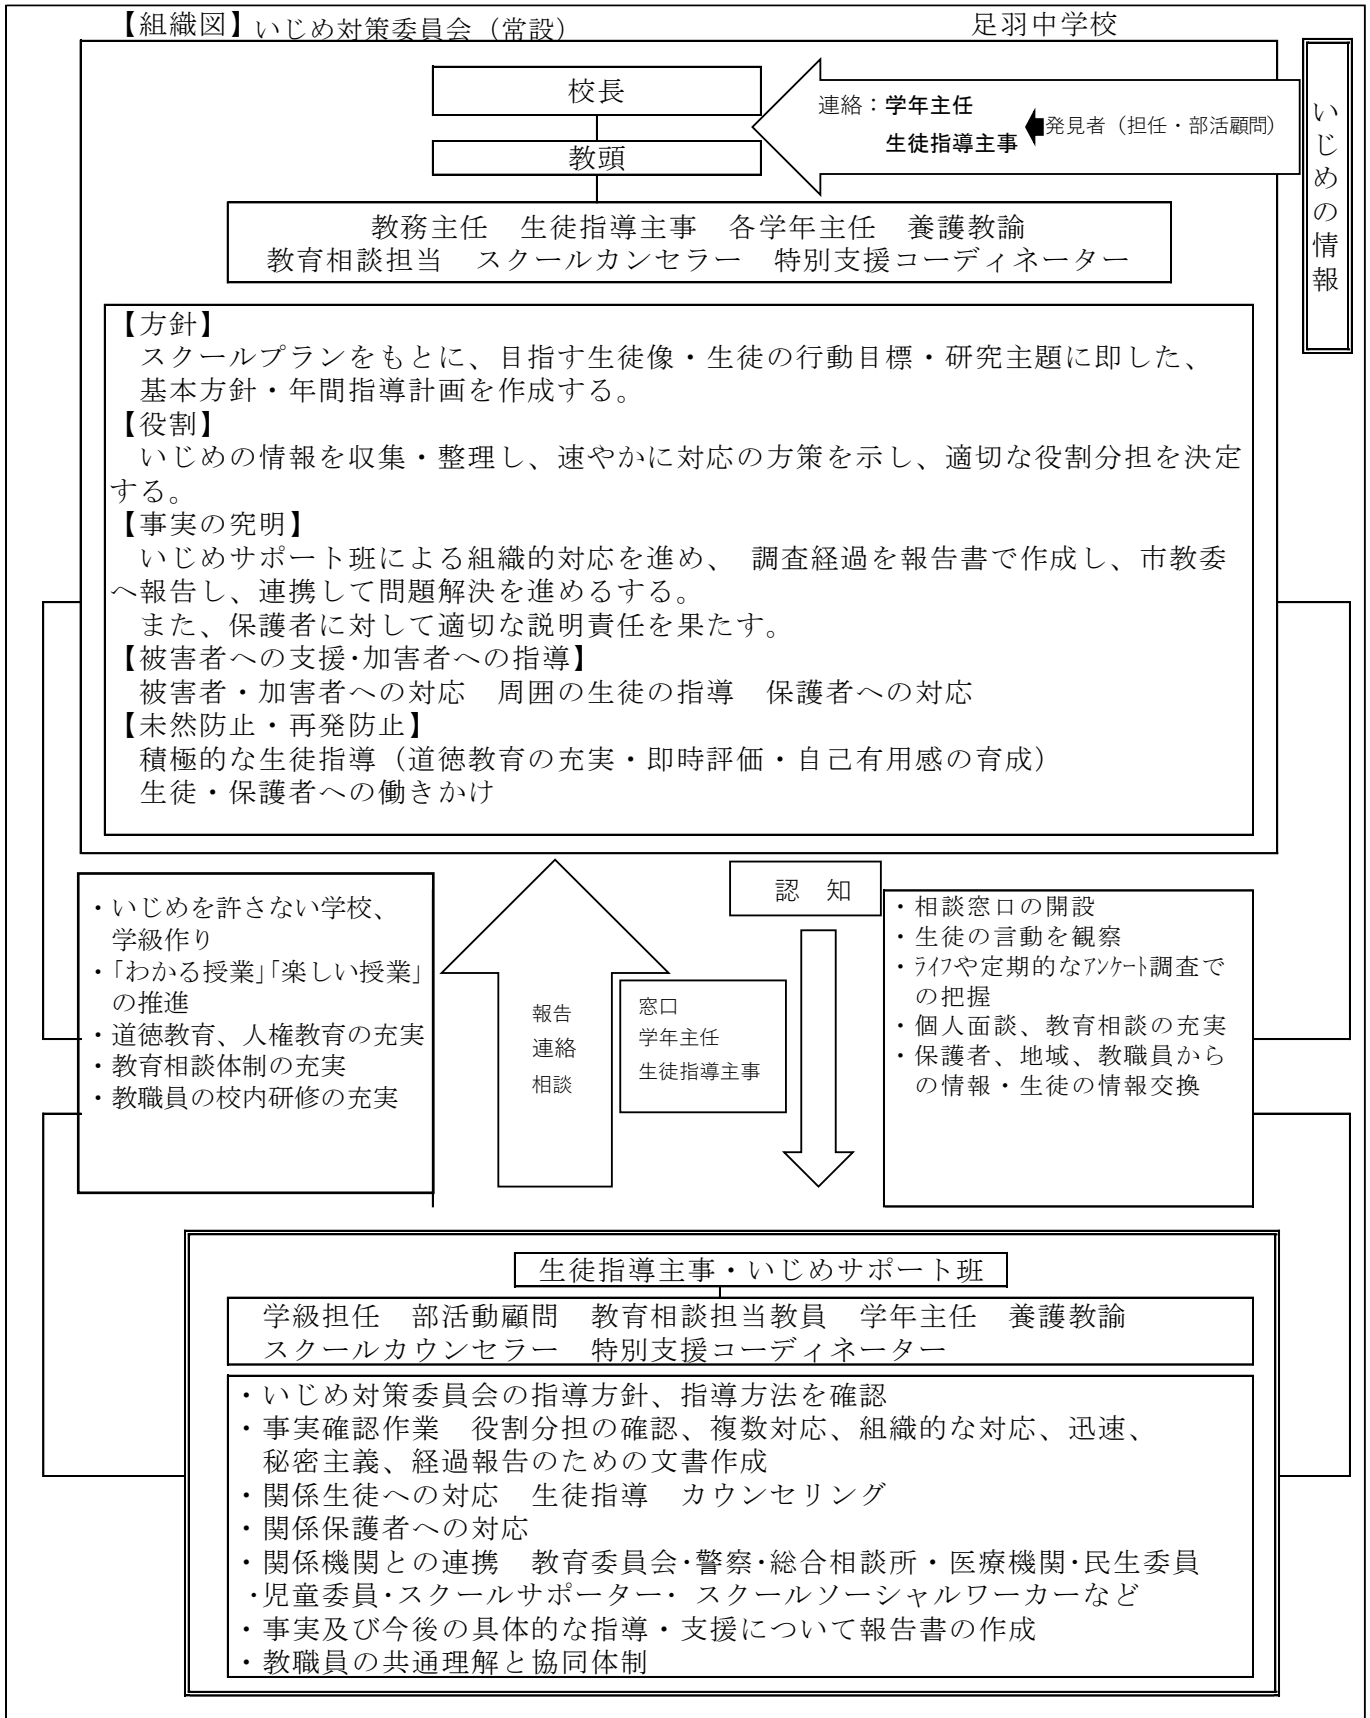 【組織図】いじめ対策委員会（常設） 足羽中学校
校長
教頭
連絡：学年主任
生徒指導主事
発見者（担任・部活顧問）
いじめの情報
教務主任　生徒指導主事　各学年主任　養護教諭
教育相談担当　スクールカンセラー　特別支援コーディネーター
【方針】
スクールプランをもとに、目指す生徒像・生徒の行動目標・研究主題に即した、
基本方針・年間指導計画を作成する。
【役割】
いじめの情報を収集・整理し、速やかに対応の方策を示し、適切な役割分担を決定
する。
【事実の究明】
いじめサポート班による組織的対応を進め、 調査経過を報告書で作成し、市教委
へ報告し、連携して問題解決を進めるする。
また、保護者に対して適切な説明責任を果たす。
【被害者への支援･加害者への指導】
被害者・加害者への対応　周囲の生徒の指導　保護者への対応
【未然防止・再発防止】
積極的な生徒指導（道徳教育の充実・即時評価・自己有用感の育成）
生徒・保護者への働きかけ
・いじめを許さない学校、
学級作り
・「わかる授業」「楽しい授業」
の推進
・道徳教育、人権教育の充実
・教育相談体制の充実
・教職員の校内研修の充実
報告
連絡
相談
窓口
学年主任
生徒指導主事
認　知
・相談窓口の開設
・生徒の言動を観察
・ﾗｲﾌや定期的なｱﾝｹｰﾄ調査で
の把握
・個人面談、教育相談の充実
・保護者、地域、教職員から
の情報・生徒の情報交換
生徒指導主事・いじめサポート班
学級担任　部活動顧問　教育相談担当教員　学年主任　養護教諭
スクールカウンセラー　特別支援コーディネーター
・いじめ対策委員会の指導方針、指導方法を確認
・事実確認作業　役割分担の確認、複数対応、組織的な対応、迅速、
秘密主義、経過報告のための文書作成
・関係生徒への対応　生徒指導　カウンセリング
・関係保護者への対応
・関係機関との連携　教育委員会･警察･総合相談所・医療機関･民生委員
･児童委員･スクールサポーター･ スクールソーシャルワーカーなど
・事実及び今後の具体的な指導・支援について報告書の作成
・教職員の共通理解と協同体制